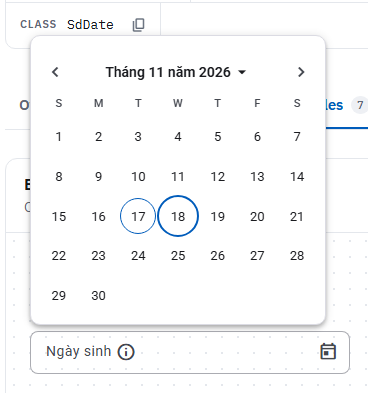 CLASS SdDate
Tháng 11 năm 2026
S M T W T F S
1 2 3 4 5 6 7
8 9 10 11 12 13 14
15 16 17 18 19 20 21
22 23 24 25 26 27 28
29 30
les 7
Ngày sinh